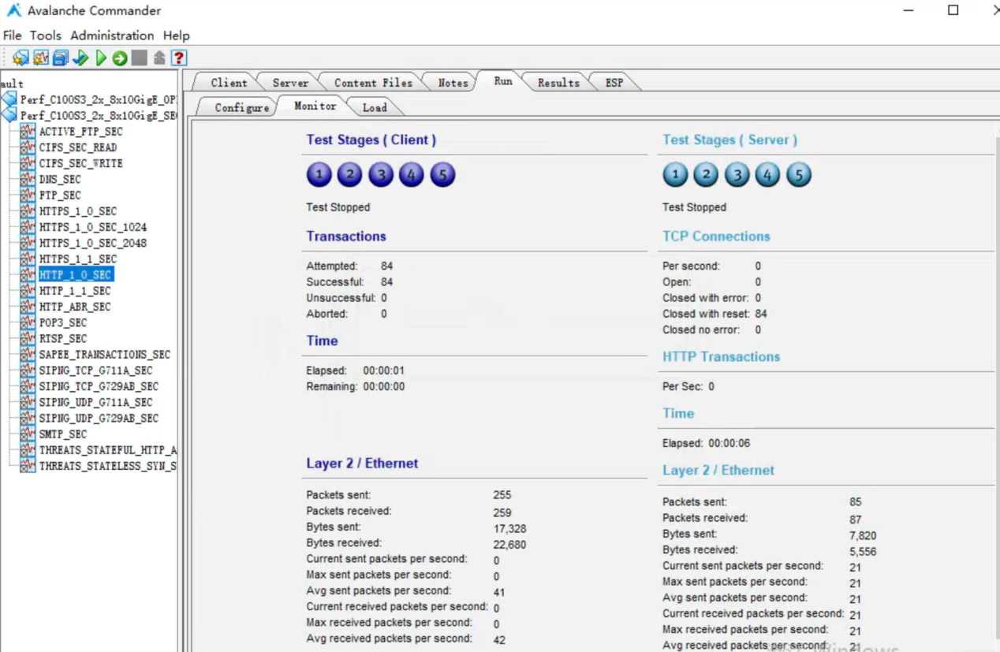 Avalanche Commander
File Tools Administration Help
ault
Perf_C100S3_2x_8x10GigE_OP
Perf_C100S3_2x_8x10GigE_SE
ACTIVE_FTP_SEC
CIFS_SEC_READ
CIFS_SEC_WRITE
DNS_SEC
FTP_SEC
HTTPS_1_0_SEC
HTTPS_1_0_SEC_1024
HTTPS_1_0_SEC_2048
HTTPS_1_1_SEC
HTTP_1_0_SEC
HTTP_1_1_SEC
HTTP_ABR_SEC
POP3_SEC
RTSP_SEC
SAPEE_TRANSACTIONS_SEC
SIPNG_TCP_G711A_SEC
SIPNG_TCP_G729AB_SEC
SIPNG_UDP_G711A_SEC
SIPNG_UDP_G729AB_SEC
SMTP_SEC
THREATS_STATEFUL_HTTP_A
THREATS_STATELESS_SYN_S
Client Server Content Files Notes Run Results ESP
Configure Monitor Load
Test Stages ( Client )
1 2 3 4 5
Test Stopped
Transactions
Attempted: 84
Successful: 84
Unsuccessful: 0
Aborted: 0
Time
Elapsed: 00:00:01
Remaining: 00:00:00
Layer 2 / Ethernet
Packets sent: 255
Packets received: 259
Bytes sent: 17,328
Bytes received: 22,680
Current sent packets per second: 0
Max sent packets per second: 0
Avg sent packets per second: 41
Current received packets per second: 0
Max received packets per second: 0
Avg received packets per second: 42
Test Stages ( Server )
1 2 3 4 5
Test Stopped
TCP Connections
Per second: 0
Open: 0
Closed with error: 0
Closed with reset: 84
Closed no error: 0
HTTP Transactions
Per Sec: 0
Time
Elapsed: 00:00:06
Layer 2 / Ethernet
Packets sent: 85
Packets received: 87
Bytes sent: 7,820
Bytes received: 5,556
Current sent packets per second: 21
Max sent packets per second: 21
Avg sent packets per second: 21
Current received packets per second: 21
Max received packets per second: 21
Avg received packets per second: 21
Windows